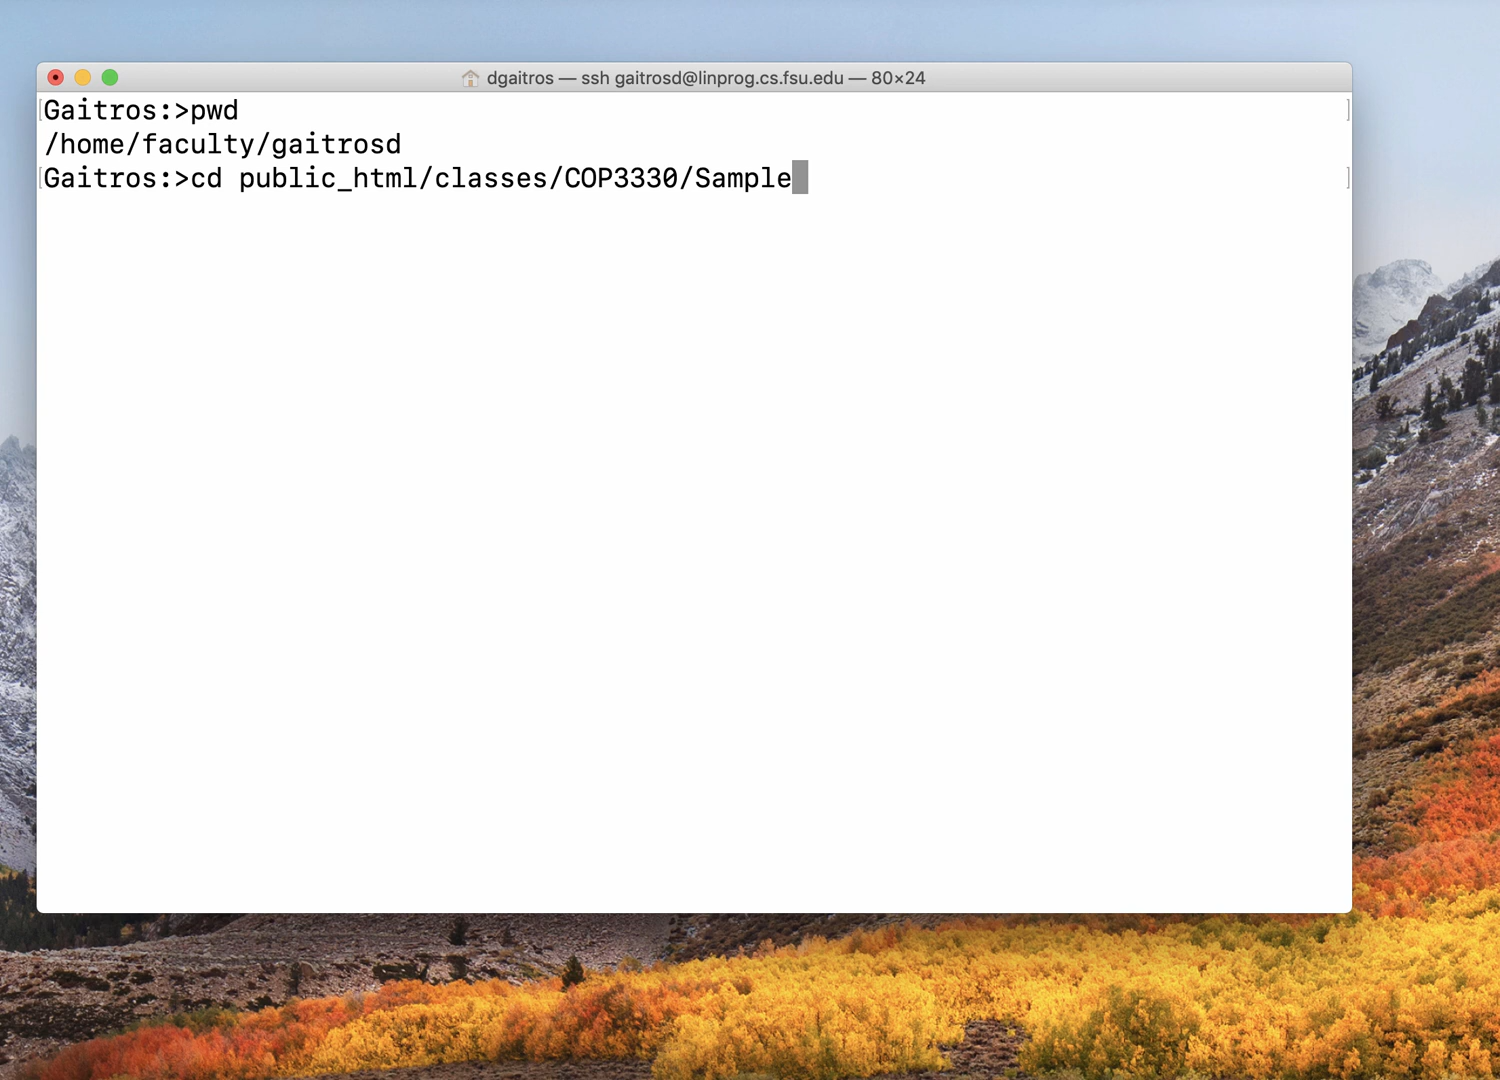 dgaitros — ssh gaitrosd@linprog.cs.fsu.edu — 80×24
[Gaitros:>pwd ]
/home/faculty/gaitrosd
[Gaitros:>cd public_html/classes/COP3330/Sample ]